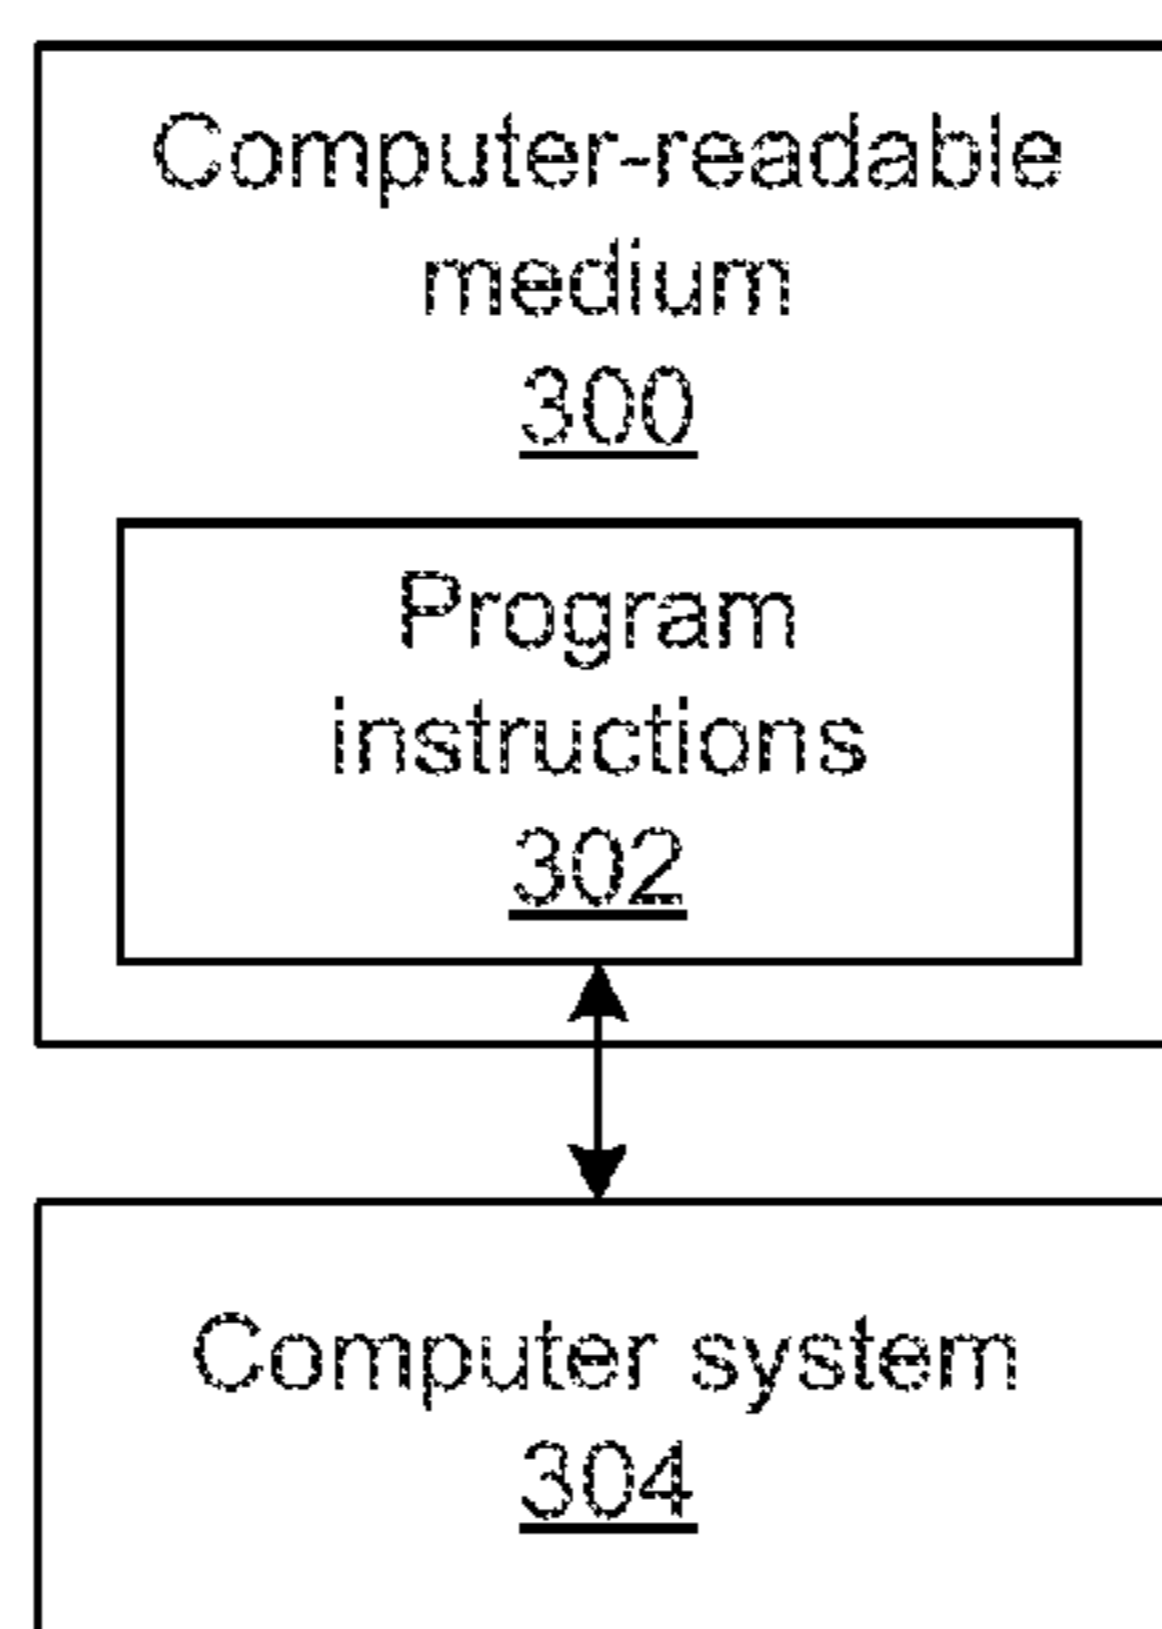 Computer-readable
medium
300
Program
instructions
302
Computer system
304